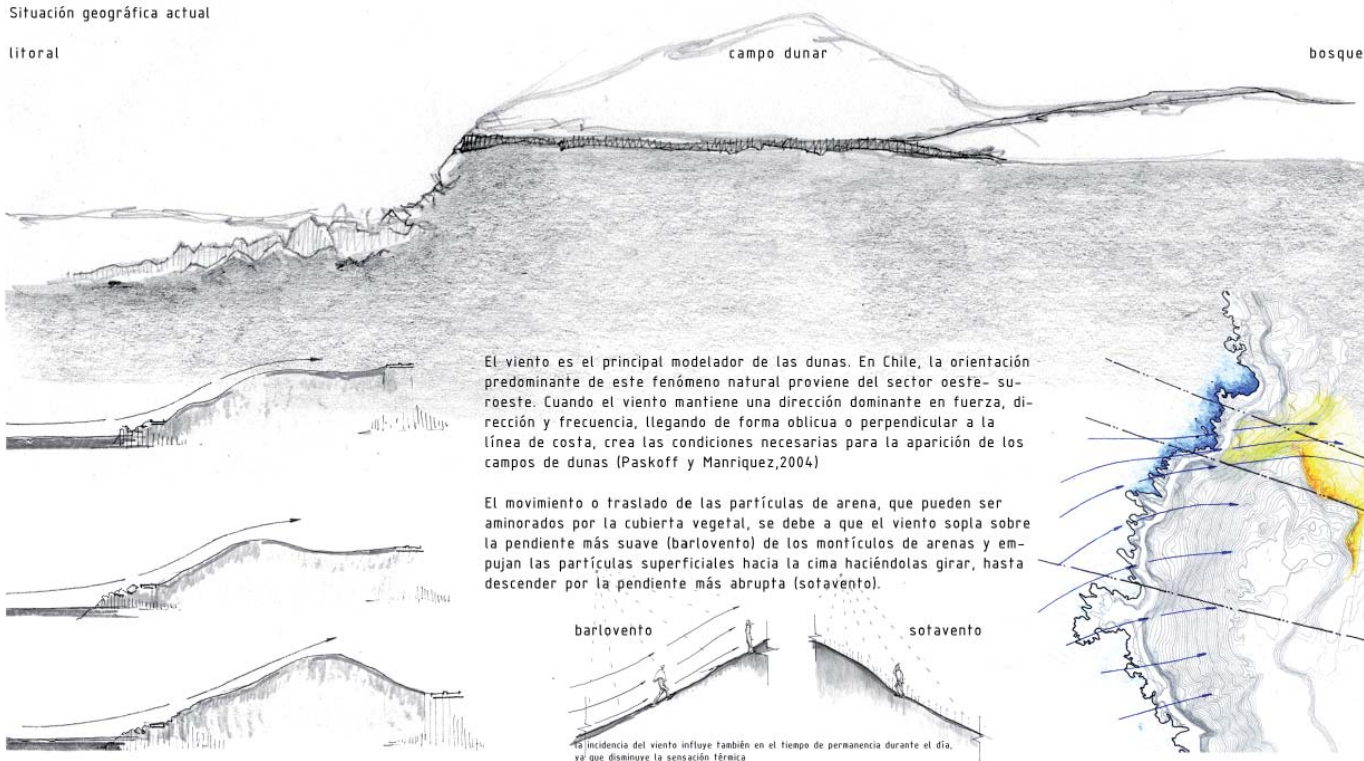 Situación geográfica actual
litoral
campo dunar
bosque
El viento es el principal modelador de las dunas. En Chile, la orientación
predominante de este fenómeno natural proviene del sector oeste- su-
roeste. Cuando el viento mantiene una dirección dominante en fuerza, di-
rección y frecuencia, llegando de forma oblicua o perpendicular a la
línea de costa, crea las condiciones necesarias para la aparición de los
campos de dunas (Paskoff y Manriquez,2004)
El movimiento o traslado de las partículas de arena, que pueden ser
aminorados por la cubierta vegetal, se debe a que el viento sopla sobre
la pendiente más suave (barlovento) de los montículos de arenas y em-
pujan las partículas superficiales hacia la cima haciéndolas girar, hasta
descender por la pendiente más abrupta (sotavento).
barlovento
sotavento
la incidencia del viento influye también en el tiempo de permanencia durante el día,
ya que disminuye la sensación térmica